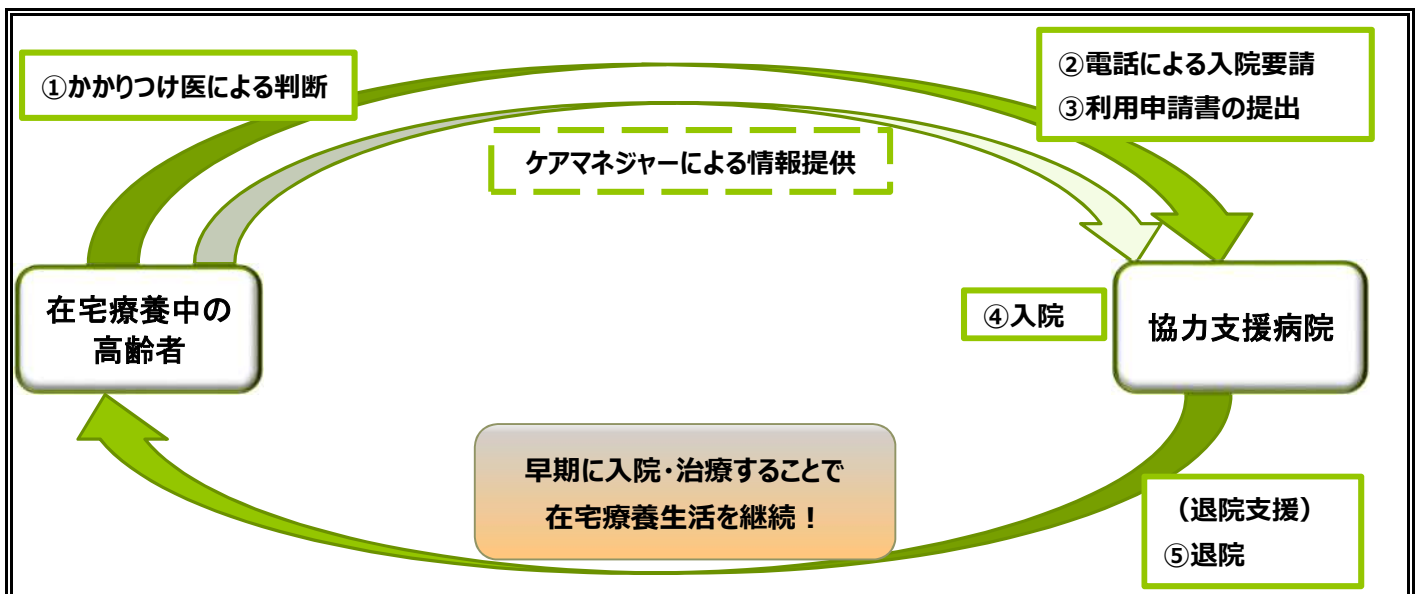 ①かかりつけ医による判断
②電話による入院要請
③利用申請書の提出
ケアマネジャーによる情報提供
在宅療養中の
高齢者
④入院
協力支援病院
早期に入院・治療することで
在宅療養生活を継続！
（退院支援）
⑤退院